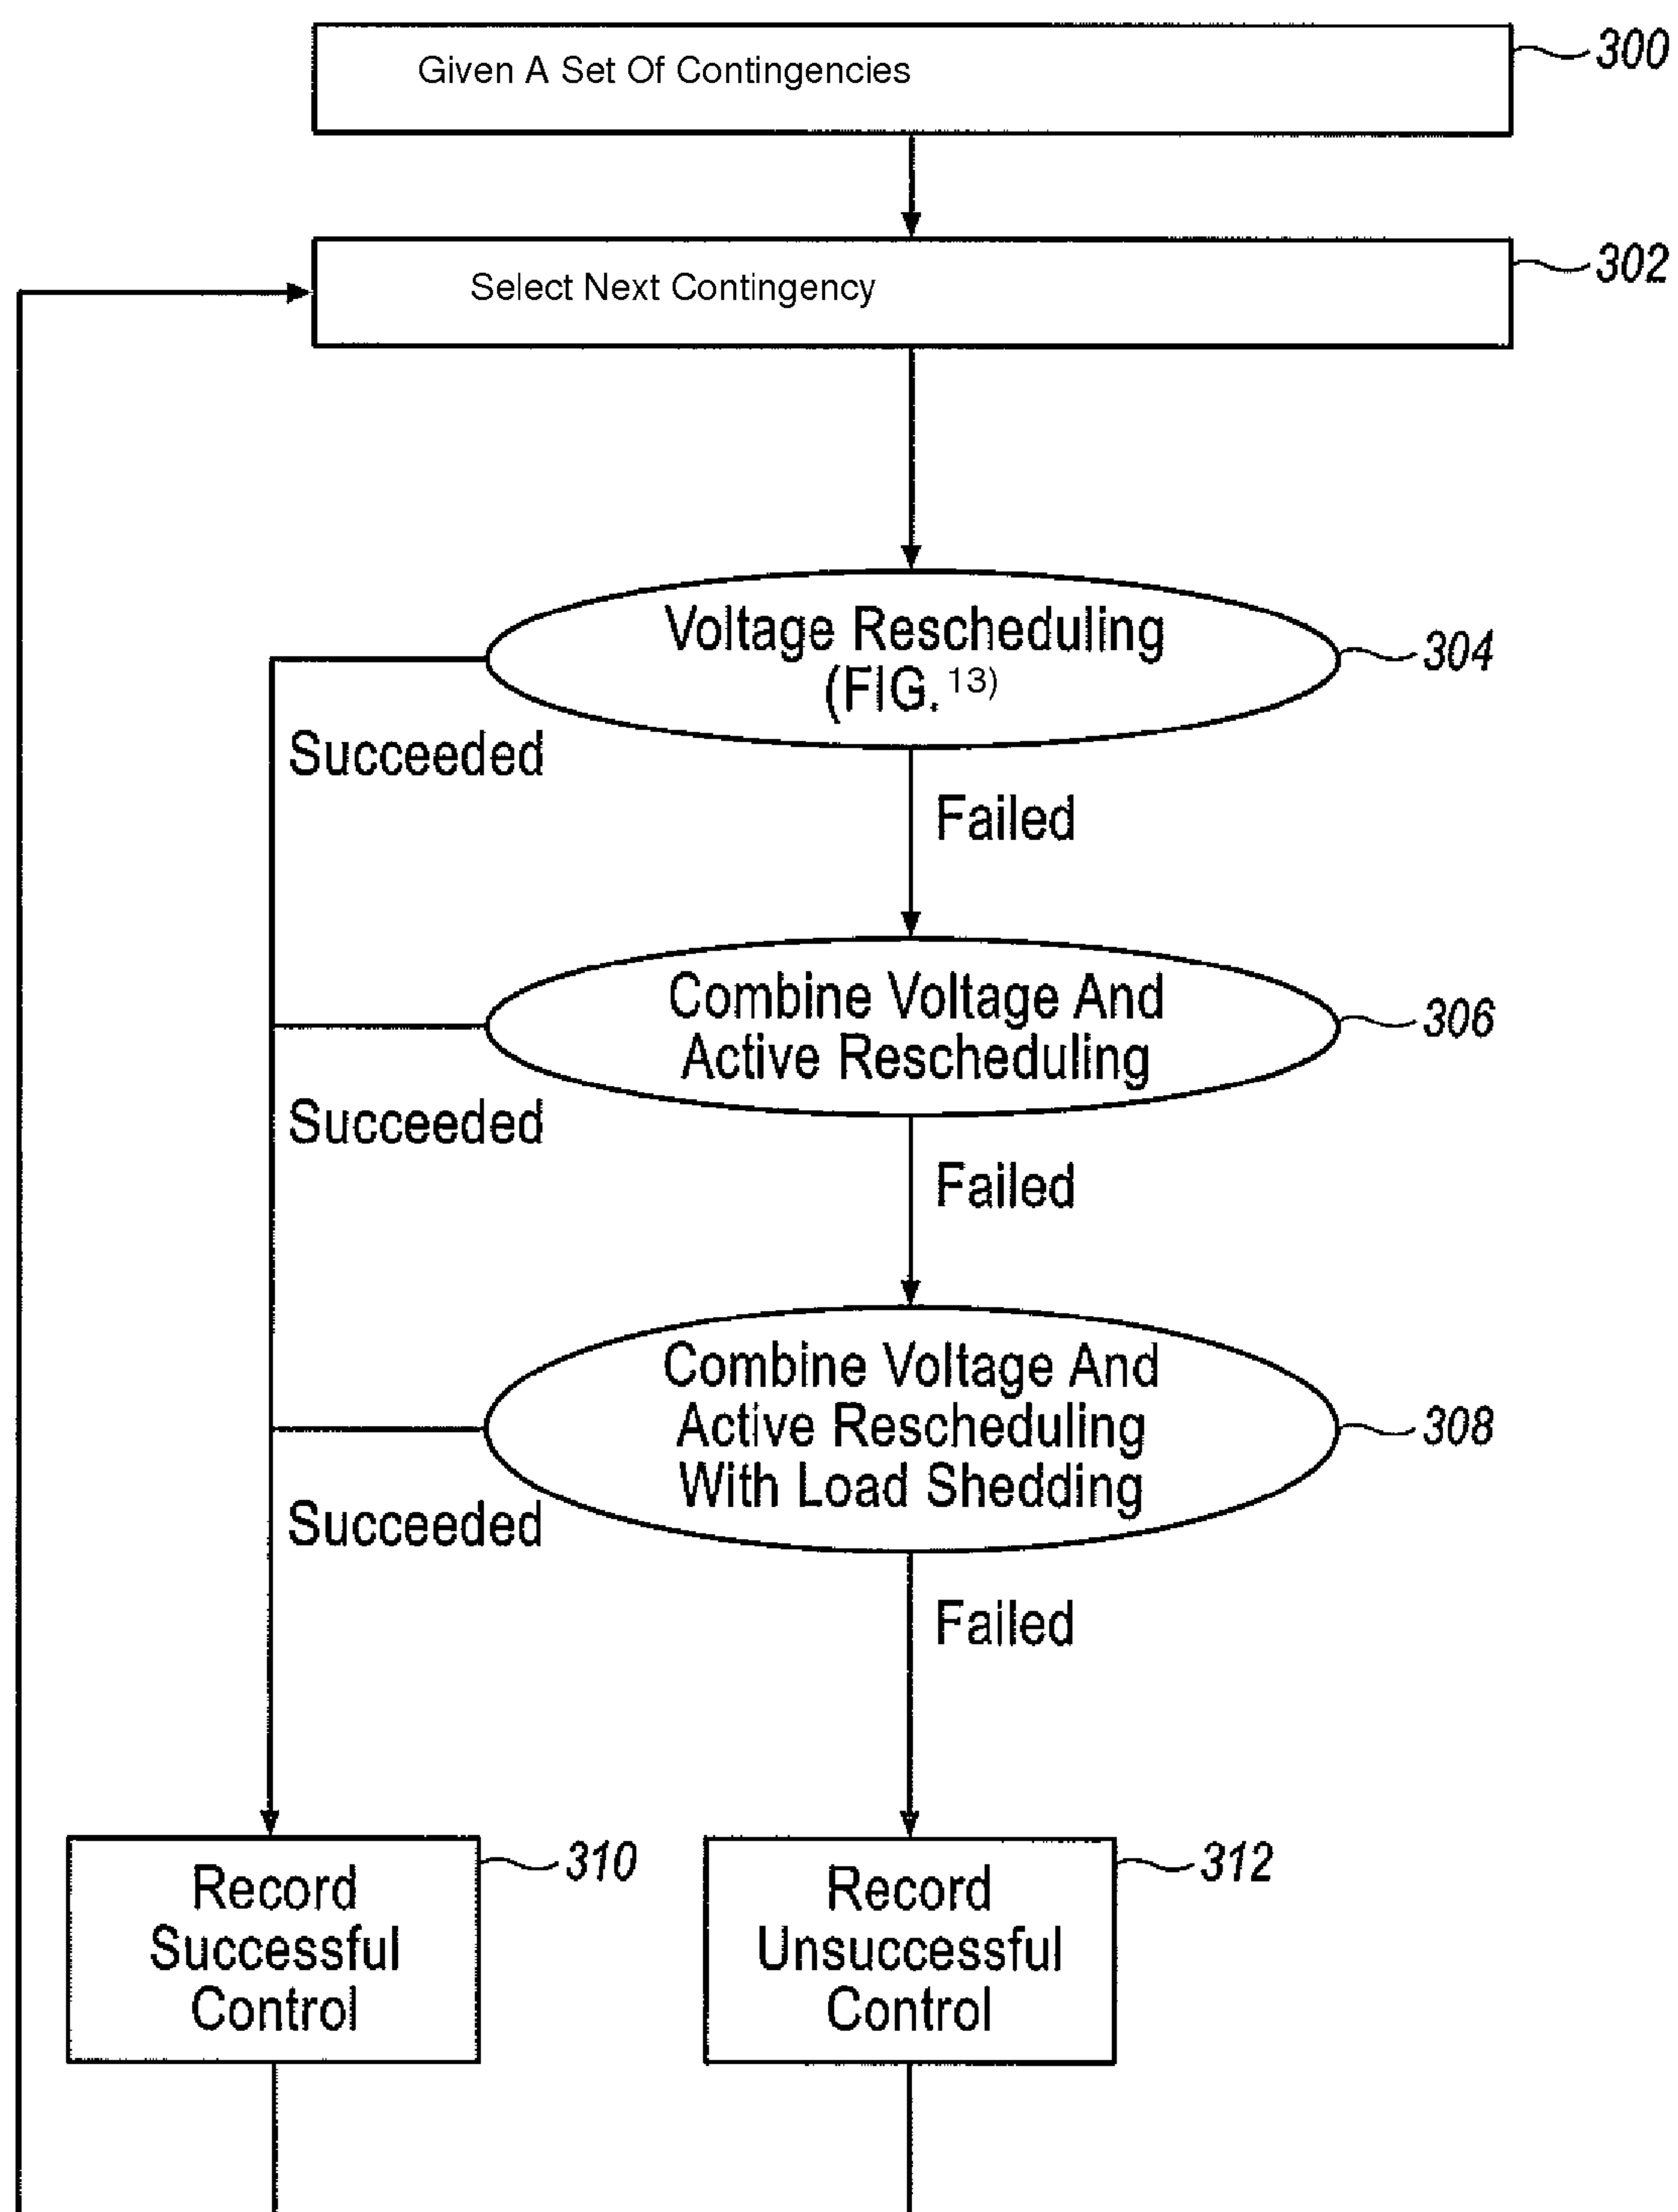 Given A Set Of Contingencies
300
Select Next Contingency
302
Voltage Rescheduling
(FIG. 13)
304
Succeeded
Failed
Combine Voltage And
Active Rescheduling
306
Succeeded
Failed
Combine Voltage And
Active Rescheduling
With Load Shedding
308
Succeeded
Failed
Record
Successful
Control
310
Record
Unsuccessful
Control
312